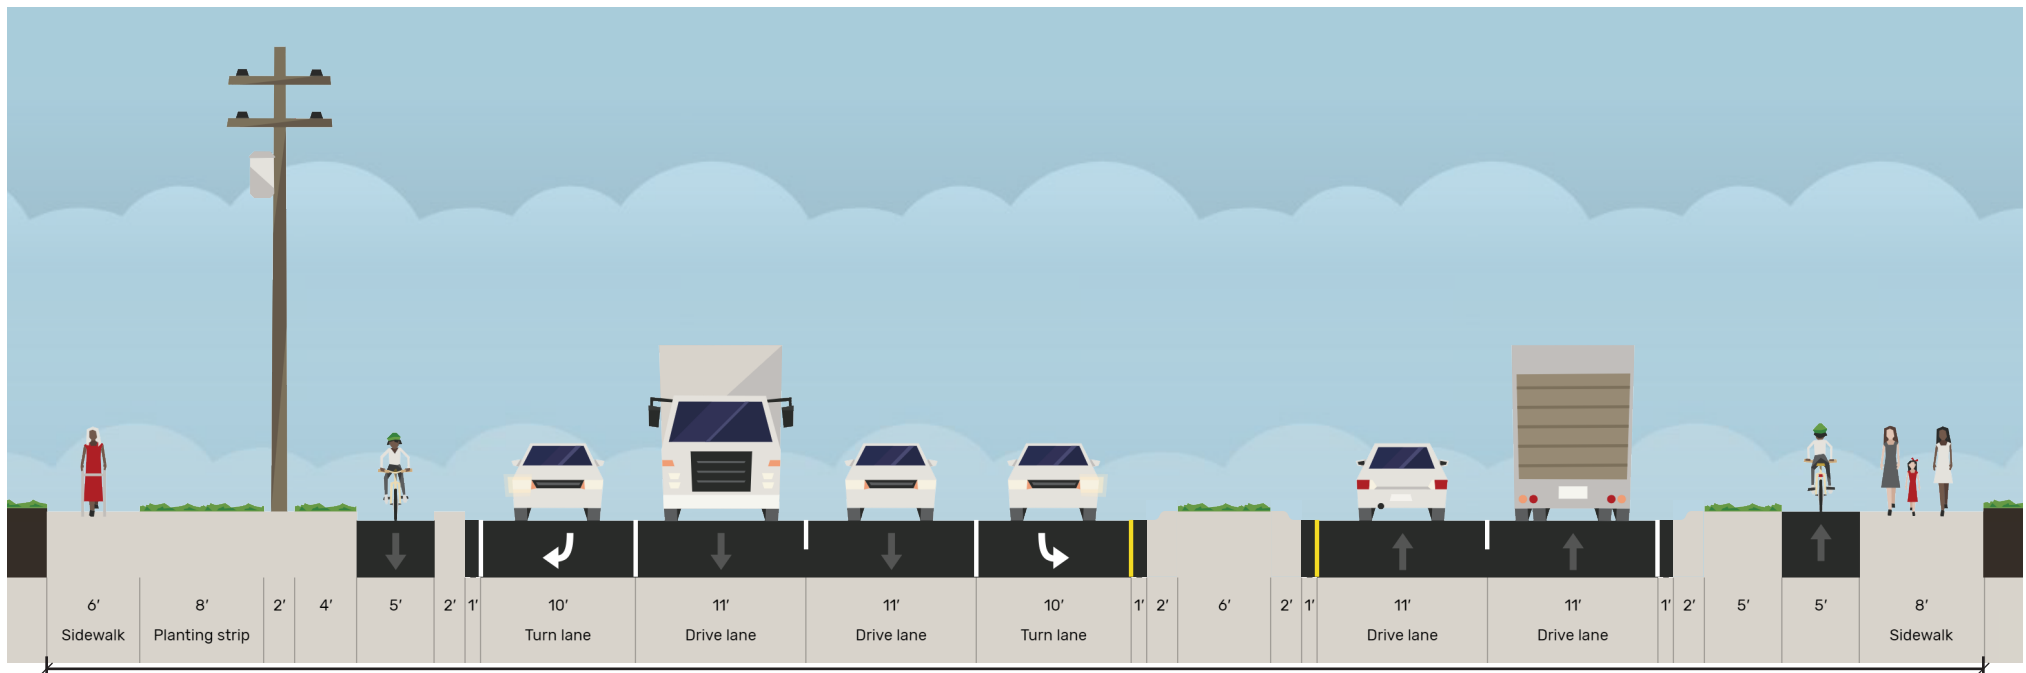 6′ 8′ 2′ 4′ 5′ 2′ 1′ 10′ 11′ 11′ 10′ 1′ 2′ 6′ 2′ 1′ 11′ 11′ 1′ 2′ 5′ 5′ 8′
Sidewalk Planting strip Turn lane Drive lane Drive lane Turn lane Drive lane Drive lane Sidewalk